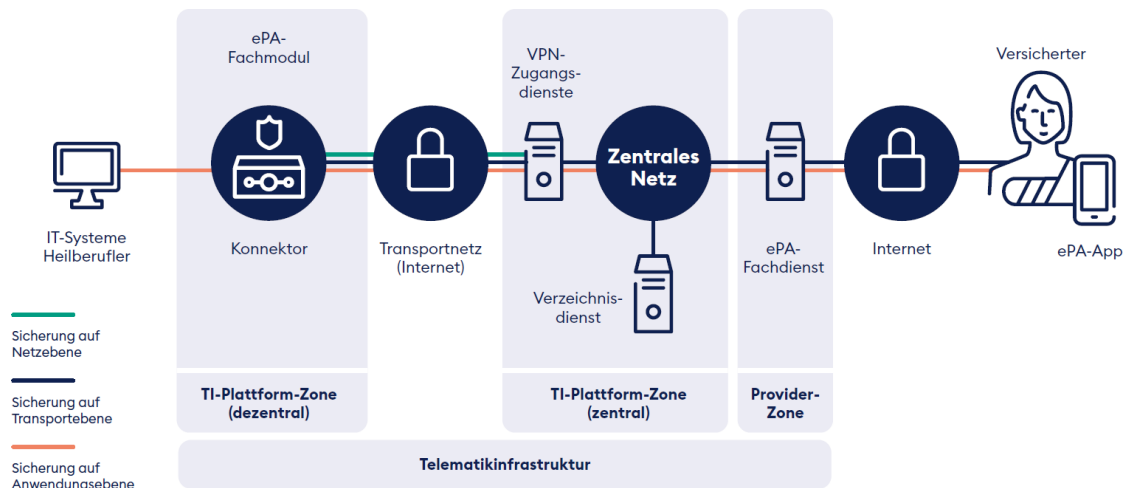 ePA-
Fachmodul
VPN-
Zugangs-
dienste
Versicherter
Zentrales
Netz
IT-Systeme
Heilberufler
Konnektor
Transportnetz
(Internet)
ePA-
Fachdienst
Internet
ePA-App
Verzeichnis-
dienst
Sicherung auf
Netzebene
Sicherung auf
Transportebene
Sicherung auf
Anwendungsebene
TI-Plattform-Zone
(dezentral)
TI-Plattform-Zone
(zentral)
Provider-
Zone
Telematikinfrastruktur